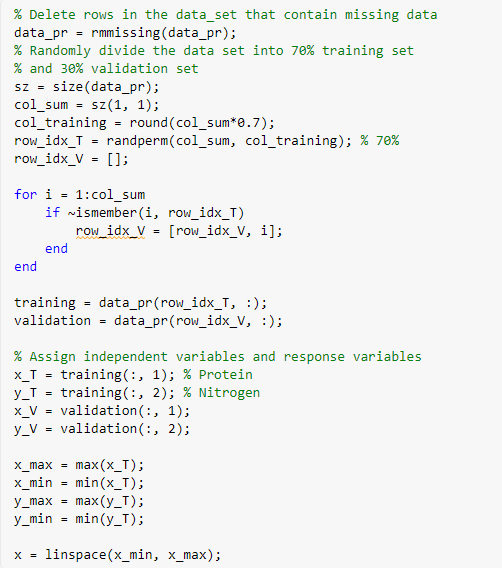 % Delete rows in the data_set that contain missing data
data_pr = rmmissing(data_pr);
% Randomly divide the data set into 70% training set
% and 30% validation set
sz = size(data_pr);
col_sum = sz(1, 1);
col_training = round(col_sum*0.7);
row_idx_T = randperm(col_sum, col_training); % 70%
row_idx_V = [];

for i = 1:col_sum
    if ~ismember(i, row_idx_T)
        row_idx_V = [row_idx_V, i];
    end
end

training = data_pr(row_idx_T, :);
validation = data_pr(row_idx_V, :);

% Assign independent variables and response variables
x_T = training(:, 1); % Protein
y_T = training(:, 2); % Nitrogen
x_V = validation(:, 1);
y_V = validation(:, 2);

x_max = max(x_T);
x_min = min(x_T);
y_max = max(y_T);
y_min = min(y_T);

x = linspace(x_min, x_max);